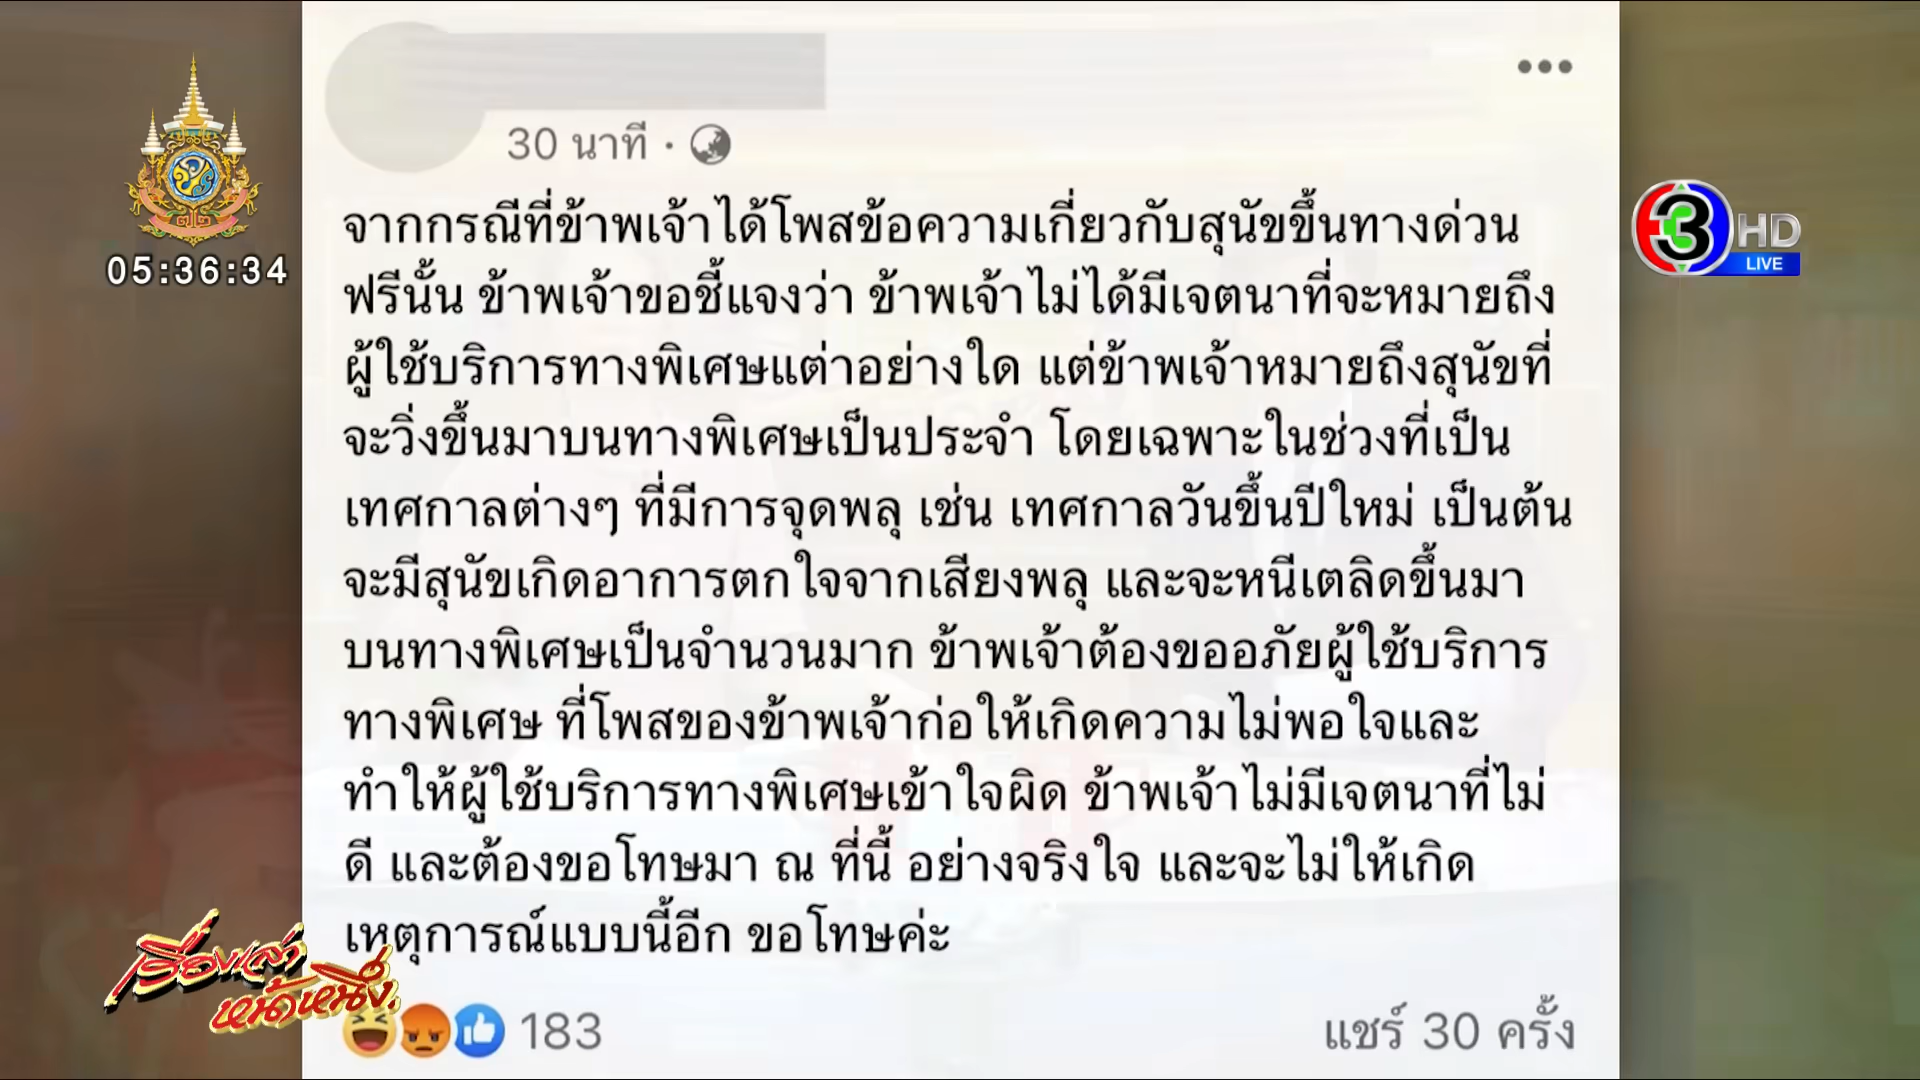 30 นาที ·
จากกรณีที่ข้าพเจ้าได้โพสข้อความเกี่ยวกับสุนัขขึ้นทางด่วน
ฟรีนั้น ข้าพเจ้าขอชี้แจงว่า ข้าพเจ้าไม่ได้มีเจตนาที่จะหมายถึง
ผู้ใช้บริการทางพิเศษแต่าอย่างใด แต่ข้าพเจ้าหมายถึงสุนัขที่
จะวิ่งขึ้นมาบนทางพิเศษเป็นประจำ โดยเฉพาะในช่วงที่เป็น
เทศกาลต่างๆ ที่มีการจุดพลุ เช่น เทศกาลวันขึ้นปีใหม่ เป็นต้น
จะมีสุนัขเกิดอาการตกใจจากเสียงพลุ และจะหนีเตลิดขึ้นมา
บนทางพิเศษเป็นจำนวนมาก ข้าพเจ้าต้องขออภัยผู้ใช้บริการ
ทางพิเศษ ที่โพสของข้าพเจ้าก่อให้เกิดความไม่พอใจและ
ทำให้ผู้ใช้บริการทางพิเศษเข้าใจผิด ข้าพเจ้าไม่มีเจตนาที่ไม่
ดี และต้องขอโทษมา ณ ที่นี้ อย่างจริงใจ และจะไม่ให้เกิด
เหตุการณ์แบบนี้อีก ขอโทษค่ะ
183
แชร์ 30 ครั้ง
๗๒
05:36:34
3 HD
LIVE
เรื่องเล่า
หน้าหนึ่ง